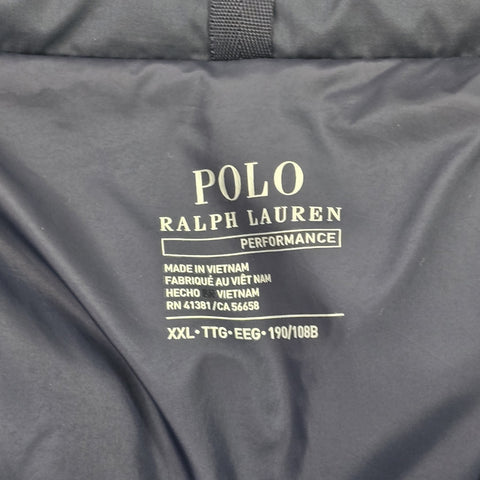 POLO
RALPH LAUREN
PERFORMANCE
MADE IN VIETNAM
FABRIQUÉ AU VIÊT NAM
HECHO VIETNAM
RN 41381/CA 56658
XXL•TTG•EEG•190/108B